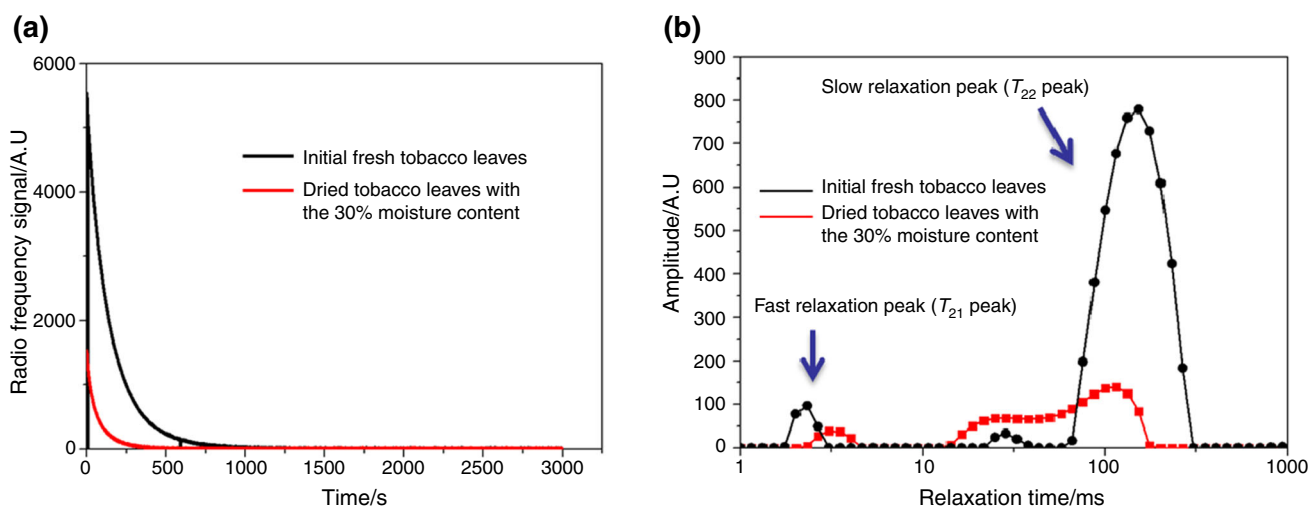 (a)
6000
4000
2000
0
Radio frequency signal/A.U
Initial fresh tobacco leaves
Dried tobacco leaves with
the 30% moisture content
0
500
1000
1500
2000
2500
3000
Time/s
(b)
900
800
700
600
500
400
300
200
100
0
Amplitude/A.U
Slow relaxation peak (T22 peak)
Initial fresh tobacco leaves
Dried tobacco leaves with
the 30% moisture content
Fast relaxation peak (T21 peak)
1
10
100
1000
Relaxation time/ms